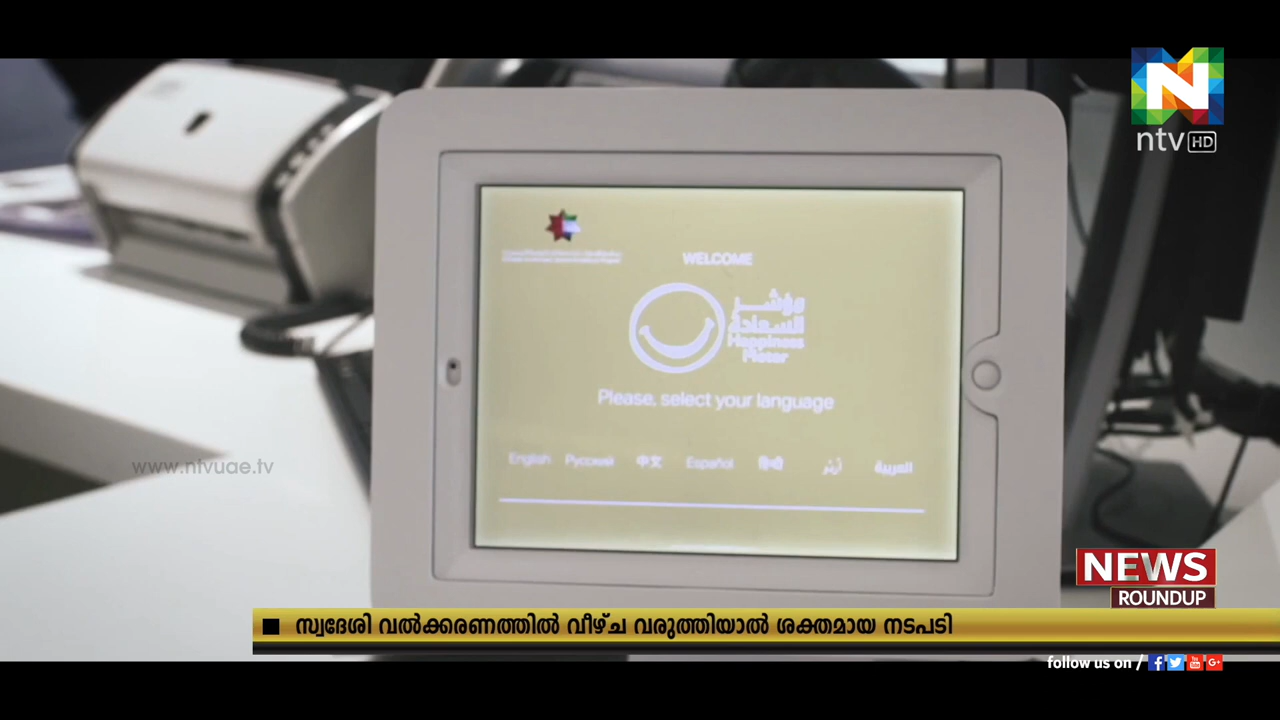 N
ntv HD
WELCOME
مؤشر
السعادة
Happiness
Meter
Please, select your language
English Русский 中文 Español हिन्दी اُردُو العربية
www.ntvuae.tv
NEWS
ROUNDUP
■ സ്വദേശി വൽക്കരണത്തിൽ വീഴ്ച വരുത്തിയാൽ ശക്തമായ നടപടി
follow us on /